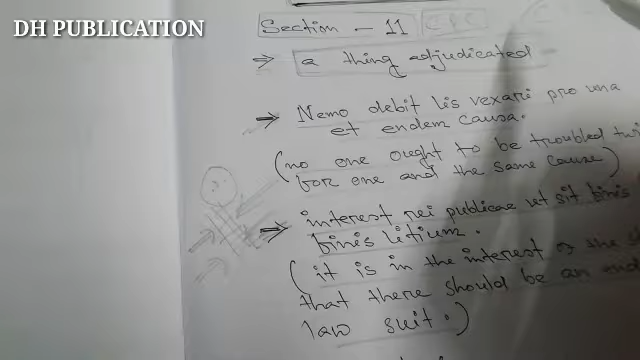 DH PUBLICATION
Section - 11 CPC
⇒ a thing adjudicated
⇒ Nemo debit lis vexari pro una
et endem causa.
(no one ought to be troubled
for one and the same cause)
⇒ interest rei publicae ut sit finis
finis litium.
(it is in the interest of the
that there should be an end
law suit.)